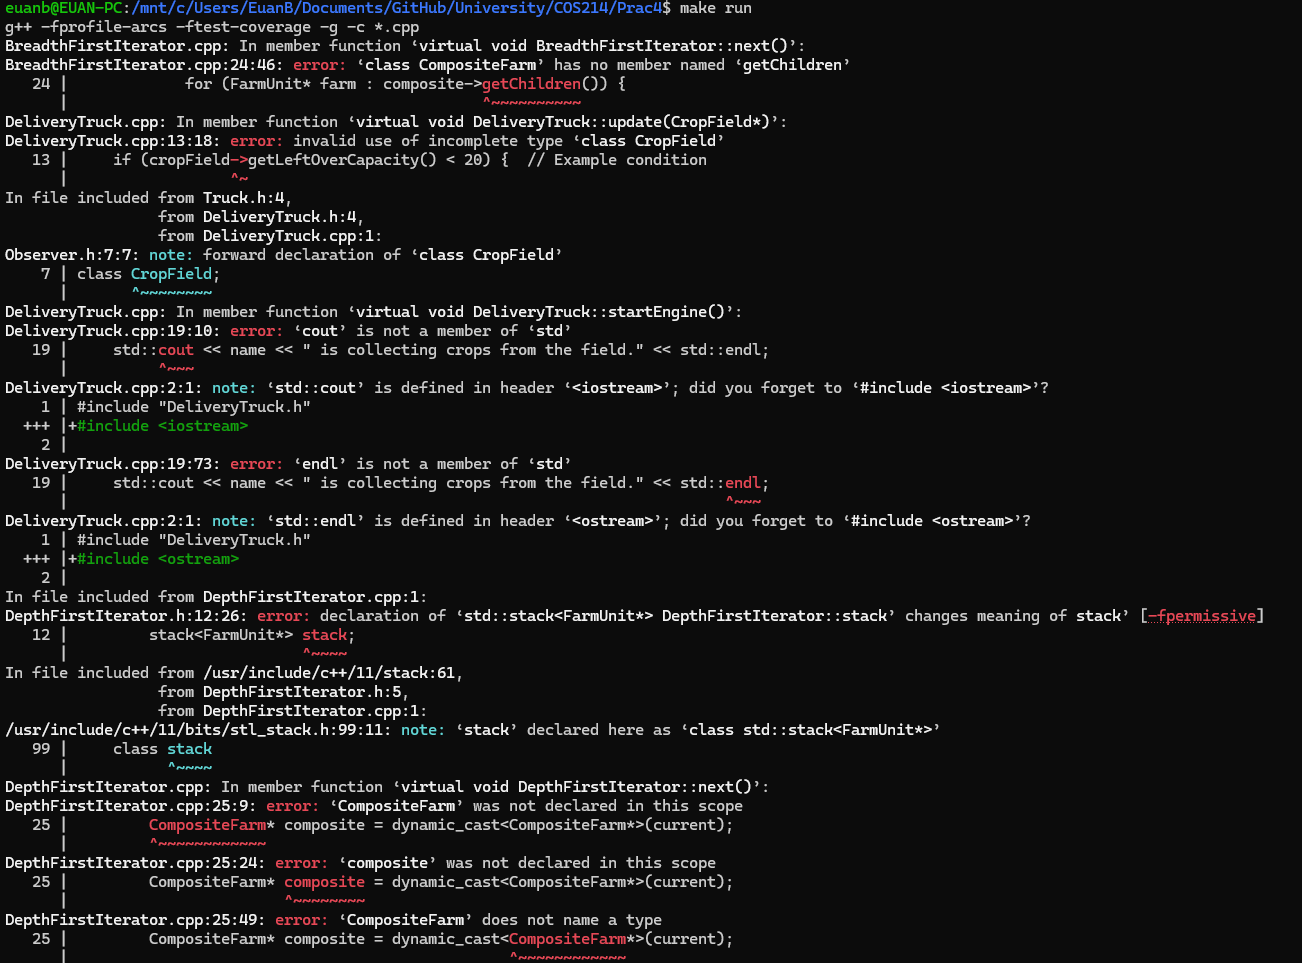 euanb@EUAN-PC:/mnt/c/Users/EuanB/Documents/GitHub/University/COS214/Prac4$ make run
g++ -fprofile-arcs -ftest-coverage -g -c *.cpp
BreadthFirstIterator.cpp: In member function ‘virtual void BreadthFirstIterator::next()’:
BreadthFirstIterator.cpp:24:46: error: ‘class CompositeFarm’ has no member named ‘getChildren’
   24 |             for (FarmUnit* farm : composite->getChildren()) {
      |                                              ^~~~~~~~~~~
DeliveryTruck.cpp: In member function ‘virtual void DeliveryTruck::update(CropField*)’:
DeliveryTruck.cpp:13:18: error: invalid use of incomplete type ‘class CropField’
   13 |     if (cropField->getLeftOverCapacity() < 20) {  // Example condition
      |                  ^~
In file included from Truck.h:4,
                 from DeliveryTruck.h:4,
                 from DeliveryTruck.cpp:1:
Observer.h:7:7: note: forward declaration of ‘class CropField’
    7 | class CropField;
      |       ^~~~~~~~~
DeliveryTruck.cpp: In member function ‘virtual void DeliveryTruck::startEngine()’:
DeliveryTruck.cpp:19:10: error: ‘cout’ is not a member of ‘std’
   19 |     std::cout << name << " is collecting crops from the field." << std::endl;
      |          ^~~~
DeliveryTruck.cpp:2:1: note: ‘std::cout’ is defined in header ‘<iostream>’; did you forget to ‘#include <iostream>’?
    1 | #include "DeliveryTruck.h"
  +++ |+#include <iostream>
    2 |
DeliveryTruck.cpp:19:73: error: ‘endl’ is not a member of ‘std’
   19 |     std::cout << name << " is collecting crops from the field." << std::endl;
      |                                                                         ^~~~
DeliveryTruck.cpp:2:1: note: ‘std::endl’ is defined in header ‘<ostream>’; did you forget to ‘#include <ostream>’?
    1 | #include "DeliveryTruck.h"
  +++ |+#include <ostream>
    2 |
In file included from DepthFirstIterator.cpp:1:
DepthFirstIterator.h:12:26: error: declaration of ‘std::stack<FarmUnit*> DepthFirstIterator::stack’ changes meaning of stack’ [-fpermissive]
   12 |         stack<FarmUnit*> stack;
      |                          ^~~~~
In file included from /usr/include/c++/11/stack:61,
                 from DepthFirstIterator.h:5,
                 from DepthFirstIterator.cpp:1:
/usr/include/c++/11/bits/stl_stack.h:99:11: note: ‘stack’ declared here as ‘class std::stack<FarmUnit*>’
   99 |     class stack
      |           ^~~~~
DepthFirstIterator.cpp: In member function ‘virtual void DepthFirstIterator::next()’:
DepthFirstIterator.cpp:25:9: error: ‘CompositeFarm’ was not declared in this scope
   25 |         CompositeFarm* composite = dynamic_cast<CompositeFarm*>(current);
      |         ^~~~~~~~~~~~~
DepthFirstIterator.cpp:25:24: error: ‘composite’ was not declared in this scope
   25 |         CompositeFarm* composite = dynamic_cast<CompositeFarm*>(current);
      |                        ^~~~~~~~~
DepthFirstIterator.cpp:25:49: error: ‘CompositeFarm’ does not name a type
   25 |         CompositeFarm* composite = dynamic_cast<CompositeFarm*>(current);
      |                                                 ^~~~~~~~~~~~~